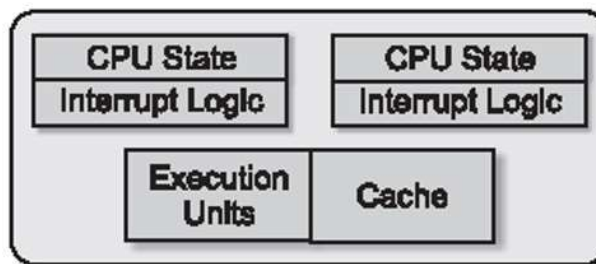 CPU State
Interrupt Logic
CPU State
Interrupt Logic
Execution
Units
Cache